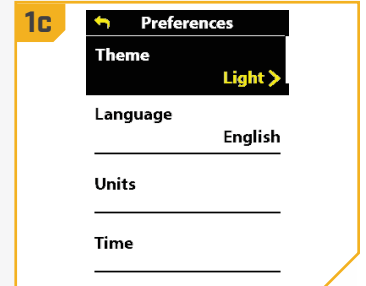 1c
Preferences
Theme
Light >
Language
English
Units
Time